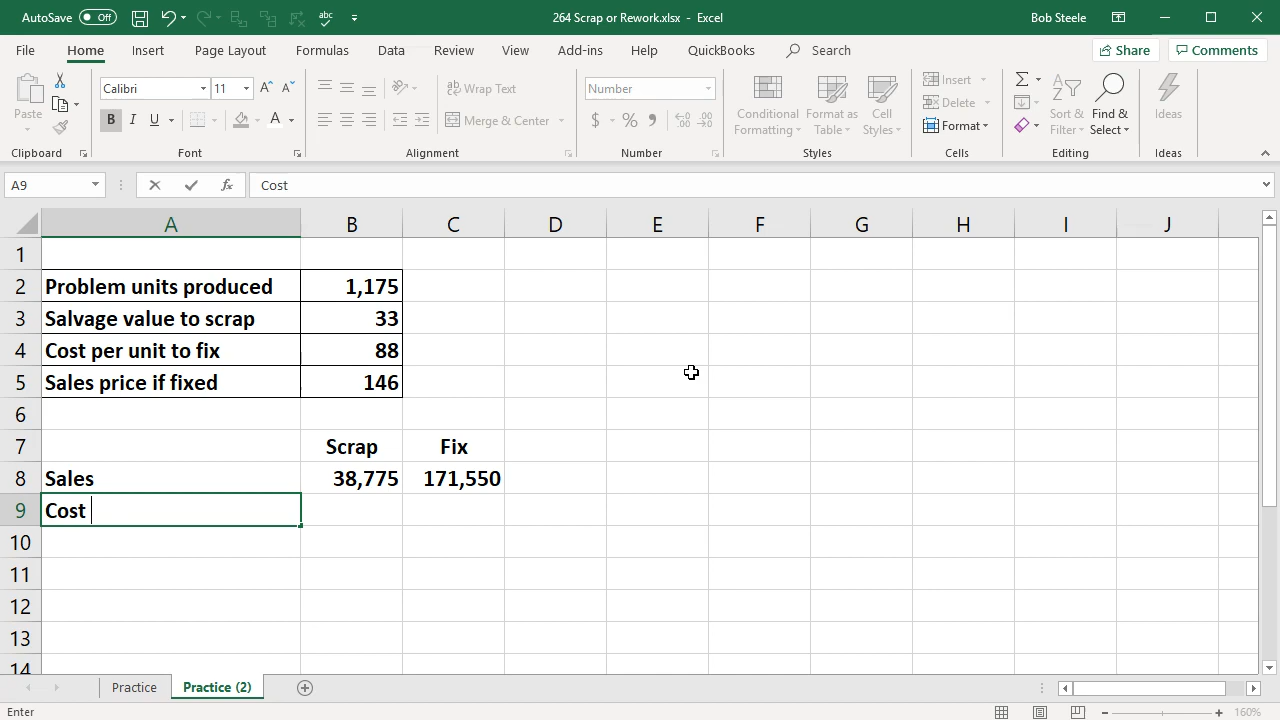 AutoSave Off abc 264 Scrap or Rework.xlsx - Excel Bob Steele
File Home Insert Page Layout Formulas Data Review View Add-ins Help QuickBooks Search Share Comments
Paste
Calibri 11 A A
B I U A
Wrap Text
Merge & Center
Number
$ % 9
Conditional Formatting
Format as Table
Cell Styles
Insert
Delete
Format
Sort & Filter
Find & Select
Ideas
Clipboard Font Alignment Number Styles Cells Editing Ideas
A9 fx Cost
A B C D E F G H I J
1
2 Problem units produced 1,175
3 Salvage value to scrap 33
4 Cost per unit to fix 88
5 Sales price if fixed 146
6
7 Scrap Fix
8 Sales 38,775 171,550
9 Cost
10
11
12
13
14
Practice Practice (2)
Enter 160%